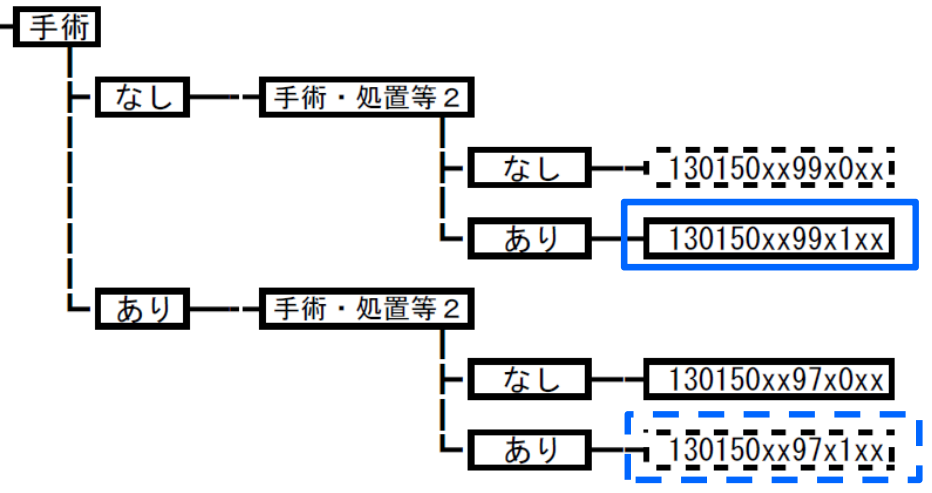 手術
なし 手術・処置等2
なし 130150xx99x0xx
あり 130150xx99x1xx
あり 手術・処置等2
なし 130150xx97x0xx
あり 130150xx97x1xx